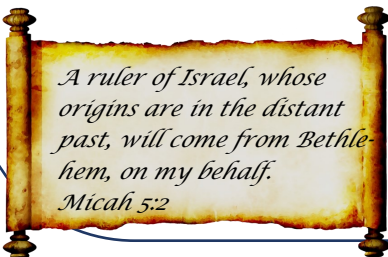 A ruler of Israel, whose
origins are in the distant
past, will come from Bethle-
hem, on my behalf.
Micah 5:2